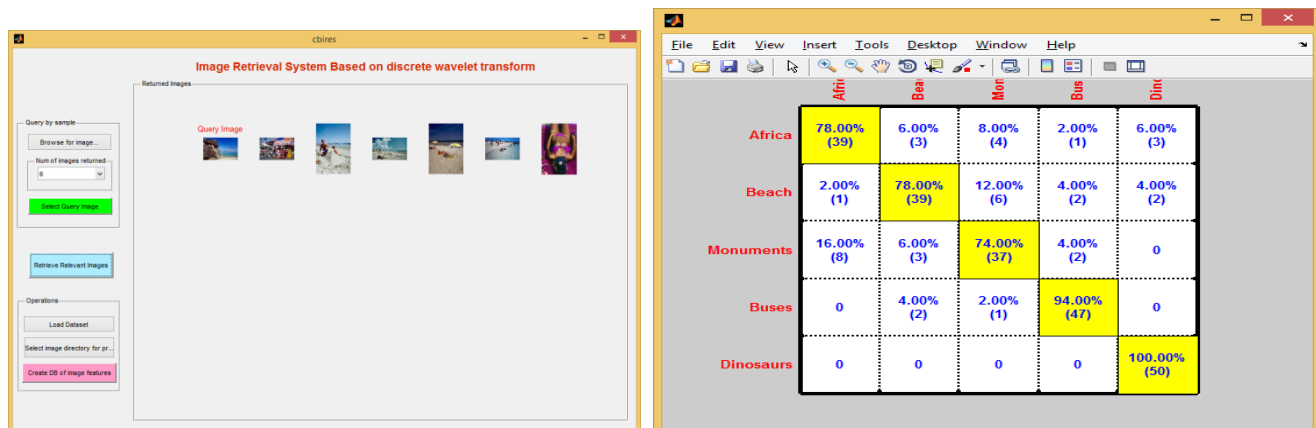 cbires
Image Retrieval System Based on discrete wavelet transform
Returned Images
Query by sample
Browse for image...
Num of images returned
6
Select Query Image
Query Image
Retrieve Relevant Images
Operations
Load Dataset
Select image directory for pr...
Create DB of image features
File Edit View Insert Tools Desktop Window Help
Afri Bea Mon Bus Dino
Africa 78.00% 6.00% 8.00% 2.00% 6.00%
(39) (3) (4) (1) (3)
Beach 2.00% 78.00% 12.00% 4.00% 4.00%
(1) (39) (6) (2) (2)
Monuments 16.00% 6.00% 74.00% 4.00% 0
(8) (3) (37) (2)
Buses 0 4.00% 2.00% 94.00% 0
(2) (1) (47)
Dinosaurs 0 0 0 0 100.00%
(50)